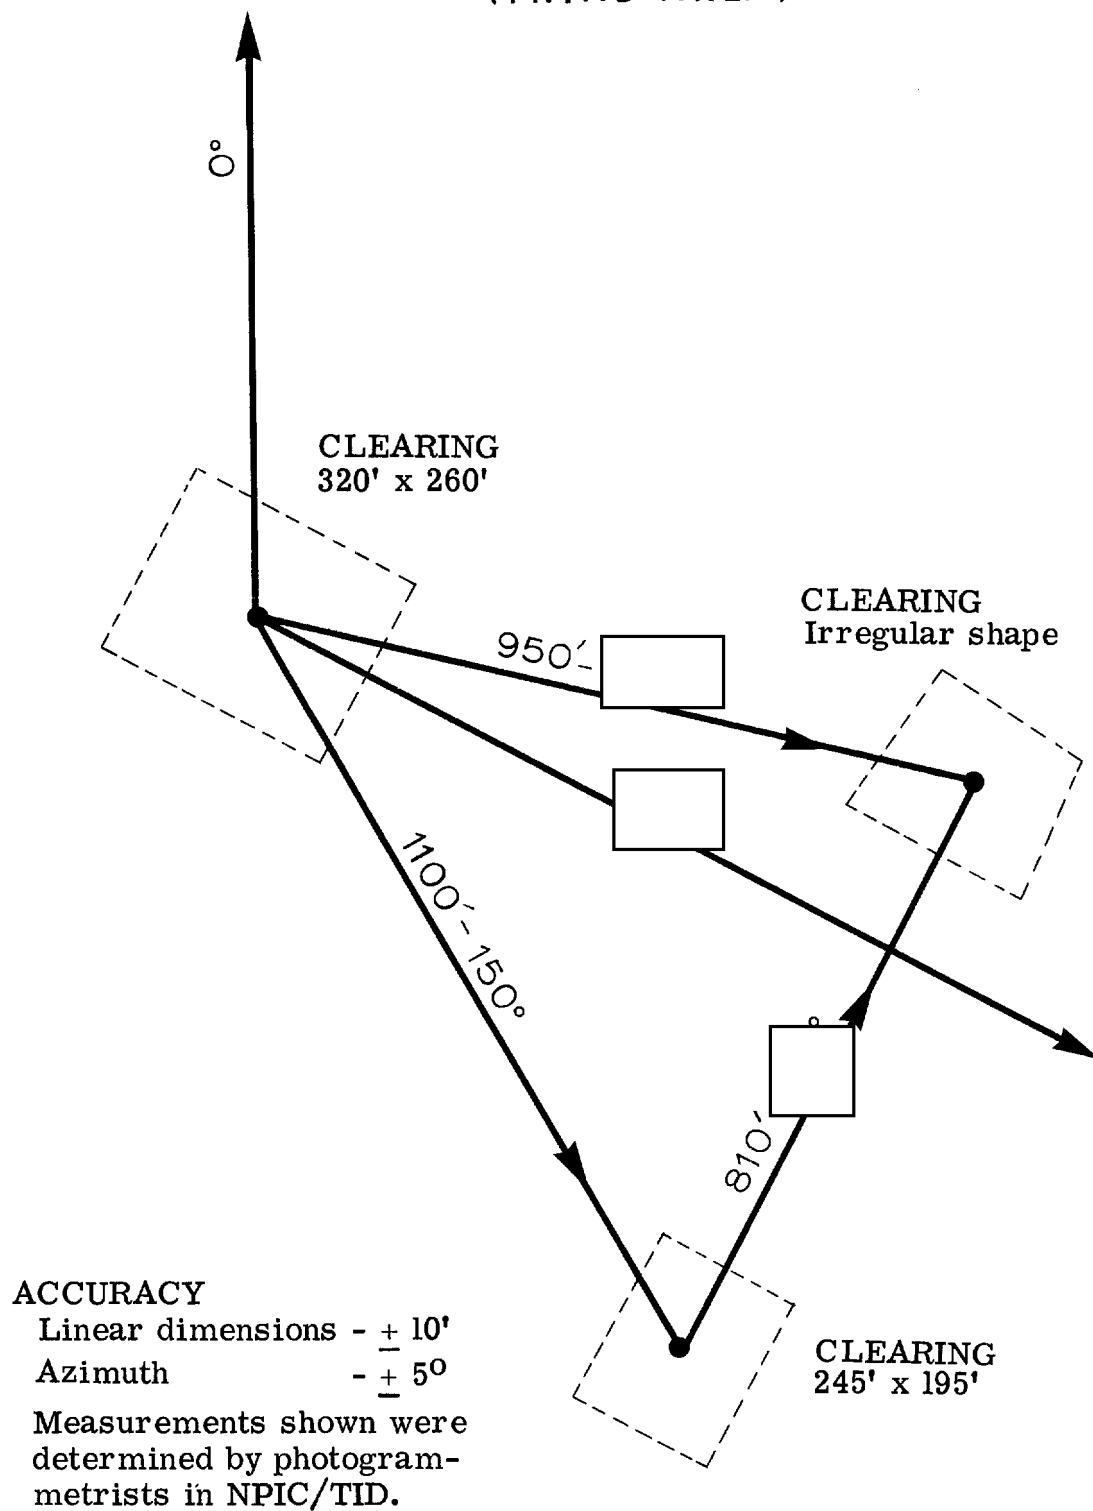 0°
CLEARING
320' x 260'
CLEARING
Irregular shape
950'-
1100'-150°
°
810'
ACCURACY
Linear dimensions - ± 10'
Azimuth - ± 5°
CLEARING
245' x 195'
Measurements shown were
determined by photogram-
metrists in NPIC/TID.